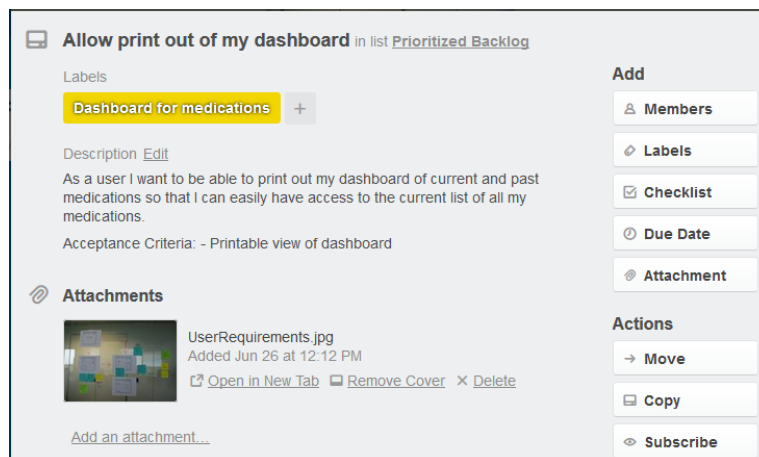 Allow print out of my dashboard in list Prioritized Backlog
Labels
Dashboard for medications +
Description Edit
As a user I want to be able to print out my dashboard of current and past
medications so that I can easily have access to the current list of all my
medications.
Acceptance Criteria: - Printable view of dashboard
Attachments
UserRequirements.jpg
Added Jun 26 at 12:12 PM
Open in New Tab Remove Cover Delete
Add an attachment...
Add
Members
Labels
Checklist
Due Date
Attachment
Actions
Move
Copy
Subscribe